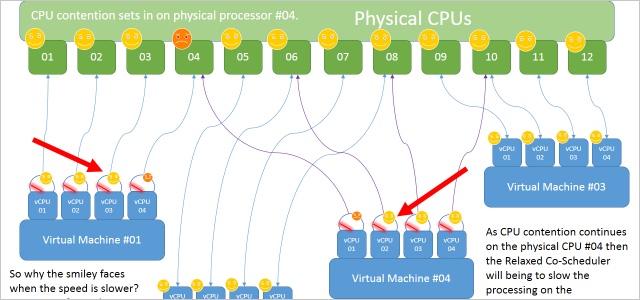 CPU contention sets in on physical processor #04.
Physical CPUs
01 02 03 04 05 06 07 08 09 10 11 12
vCPU 01
vCPU 02
vCPU 03
vCPU 04
Virtual Machine #03
vCPU 01
vCPU 02
vCPU 03
vCPU 04
Virtual Machine #01
vCPU 01
vCPU 02
vCPU 03
vCPU 04
Virtual Machine #04
As CPU contention continues
on the physical CPU #04 then
the Relaxed Co-Scheduler
will being to slow the
processing on the
So why the smiley faces
when the speed is slower?
vCPU vCPU vCPU vCPU